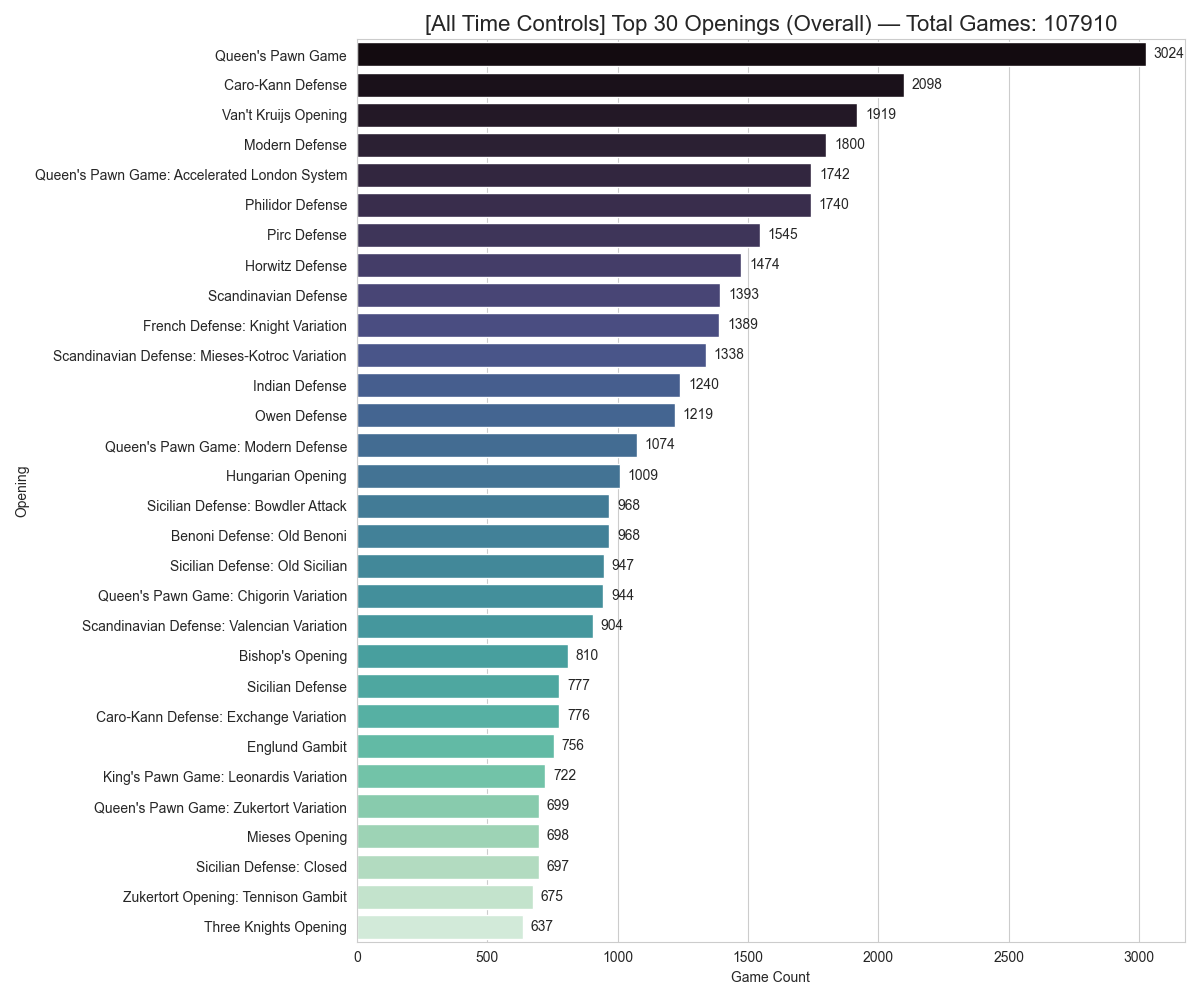 [All Time Controls] Top 30 Openings (Overall) — Total Games: 107910
Opening
Queen's Pawn Game 3024
Caro-Kann Defense 2098
Van't Kruijs Opening 1919
Modern Defense 1800
Queen's Pawn Game: Accelerated London System 1742
Philidor Defense 1740
Pirc Defense 1545
Horwitz Defense 1474
Scandinavian Defense 1393
French Defense: Knight Variation 1389
Scandinavian Defense: Mieses-Kotroc Variation 1338
Indian Defense 1240
Owen Defense 1219
Queen's Pawn Game: Modern Defense 1074
Hungarian Opening 1009
Sicilian Defense: Bowdler Attack 968
Benoni Defense: Old Benoni 968
Sicilian Defense: Old Sicilian 947
Queen's Pawn Game: Chigorin Variation 944
Scandinavian Defense: Valencian Variation 904
Bishop's Opening 810
Sicilian Defense 777
Caro-Kann Defense: Exchange Variation 776
Englund Gambit 756
King's Pawn Game: Leonardis Variation 722
Queen's Pawn Game: Zukertort Variation 699
Mieses Opening 698
Sicilian Defense: Closed 697
Zukertort Opening: Tennison Gambit 675
Three Knights Opening 637
0 500 1000 1500 2000 2500 3000
Game Count